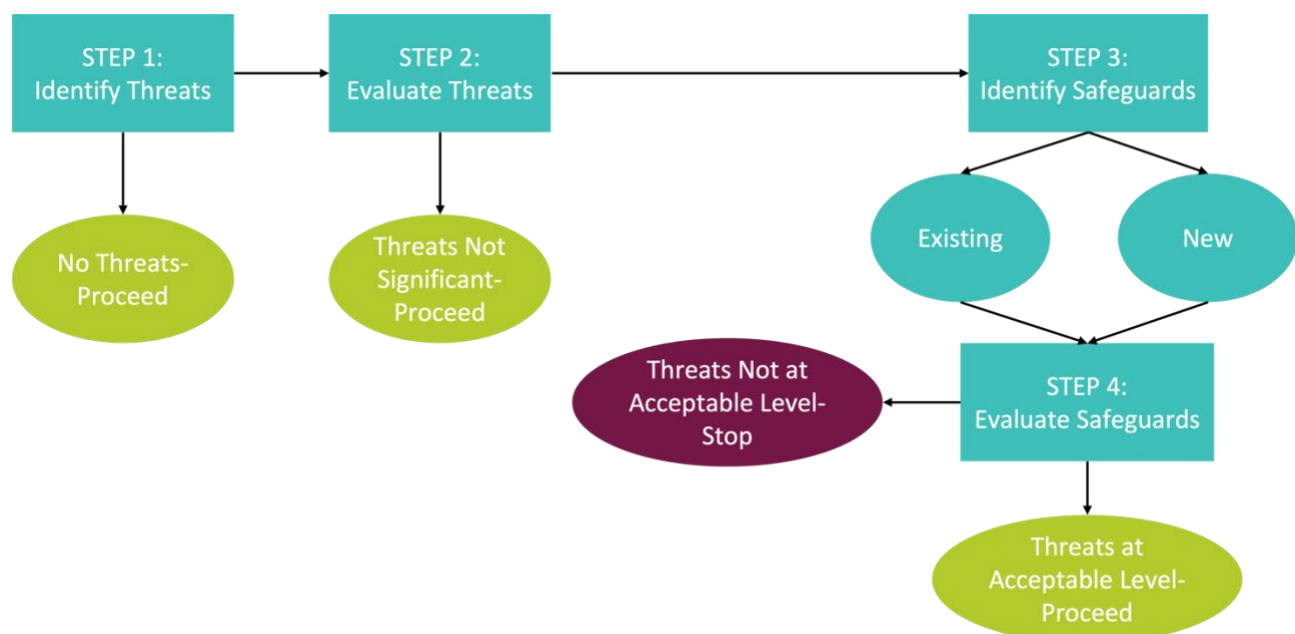 STEP 1:
Identify Threats
STEP 2:
Evaluate Threats
STEP 3:
Identify Safeguards
No Threats-
Proceed
Threats Not
Significant-
Proceed
Existing
New
Threats Not at
Acceptable Level-
Stop
STEP 4:
Evaluate Safeguards
Threats at
Acceptable Level-
Proceed